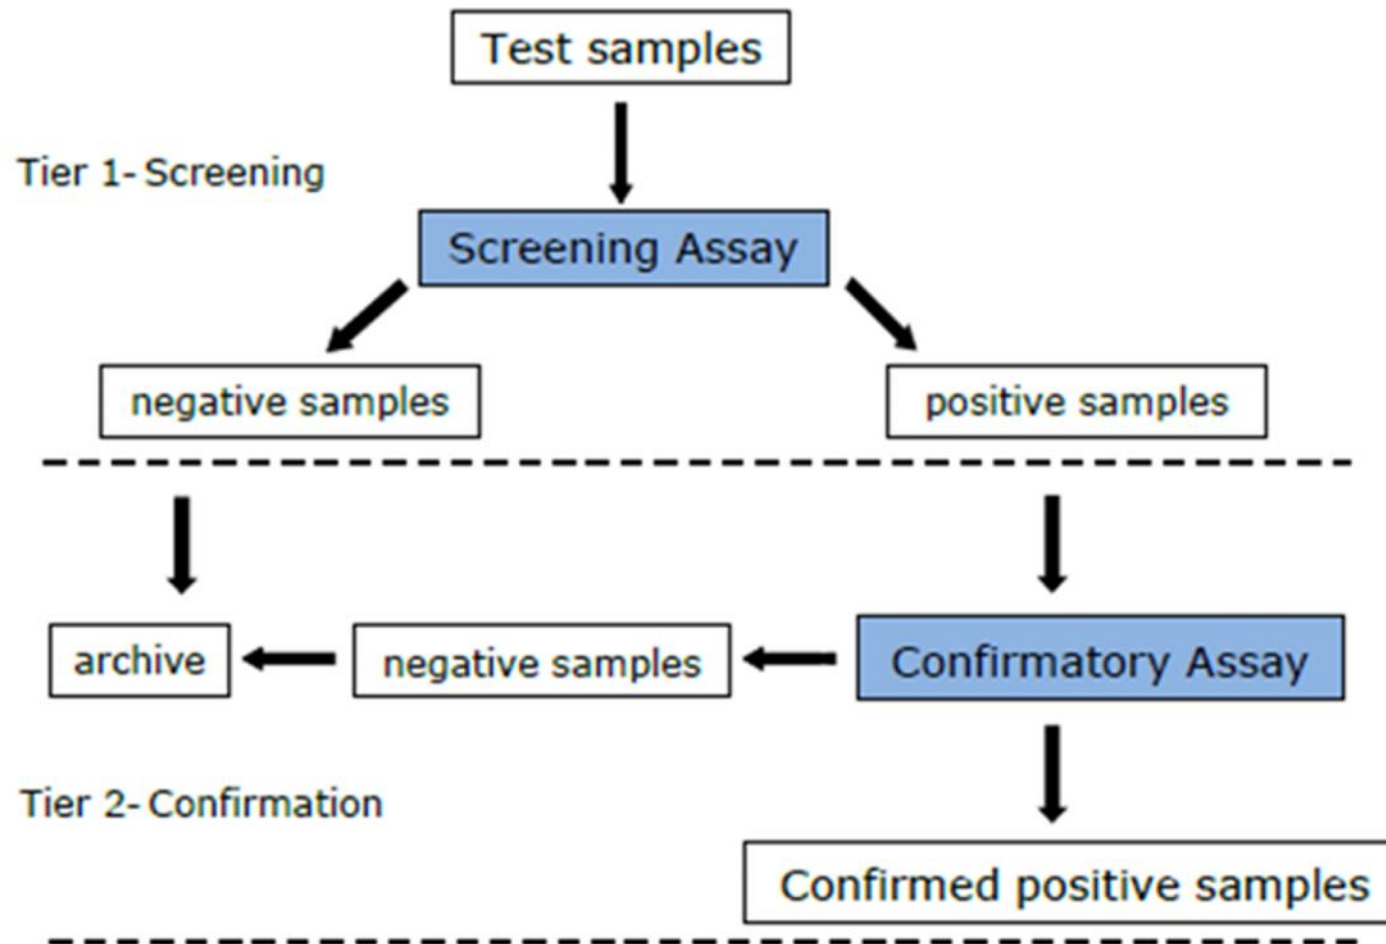 Test samples
Tier 1- Screening
Screening Assay
negative samples
positive samples
archive
negative samples
Confirmatory Assay
Tier 2- Confirmation
Confirmed positive samples